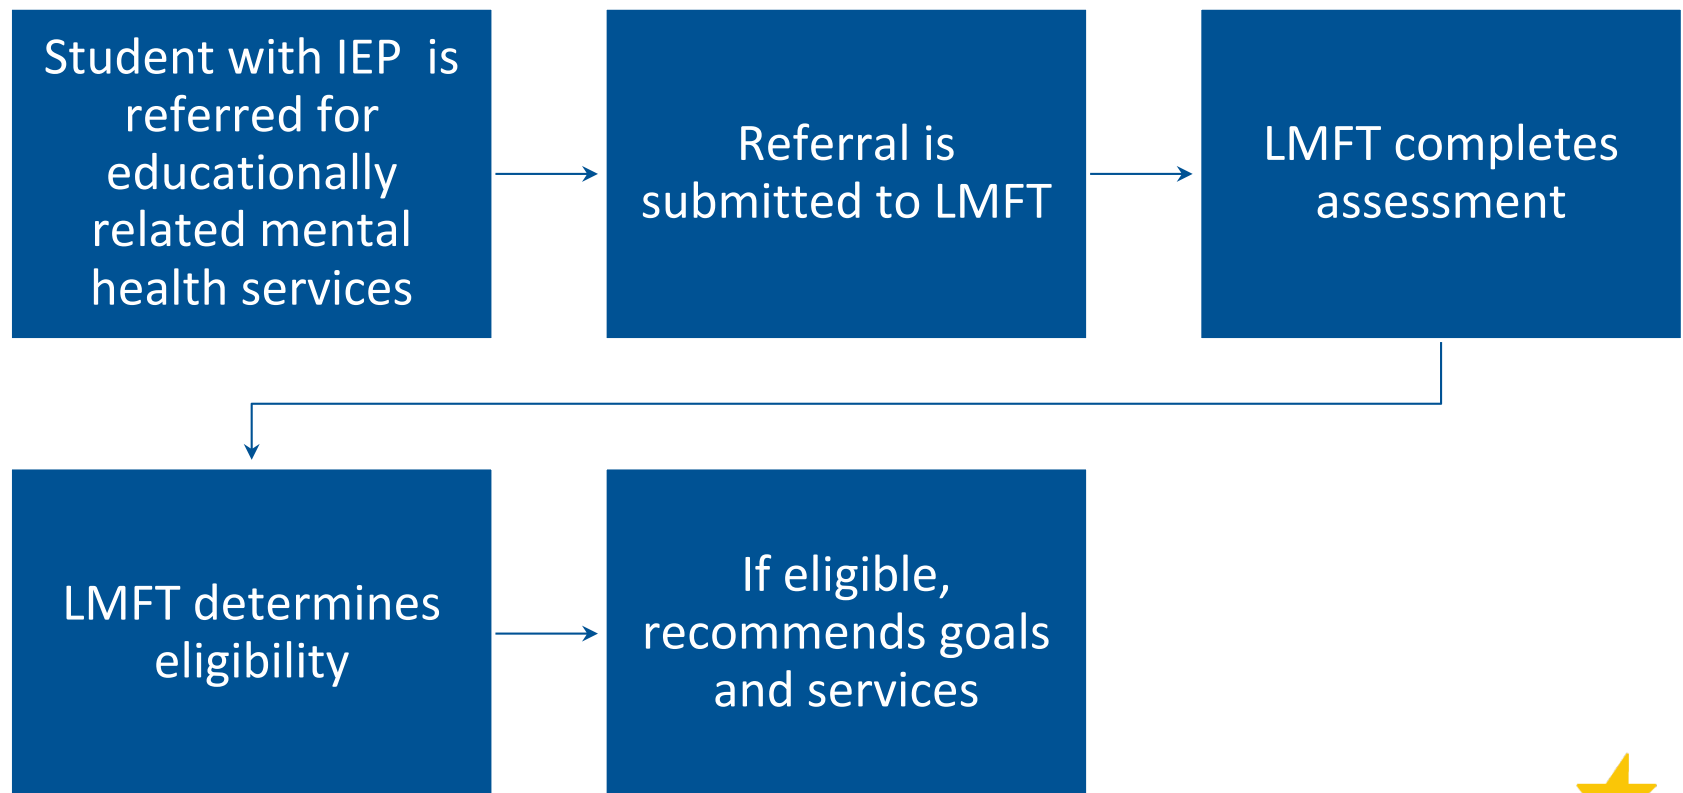 Student with IEP  is
referred for
educationally
related mental
health services
Referral is
submitted to LMFT
LMFT completes
assessment
LMFT determines
eligibility
If eligible,
recommends goals
and services